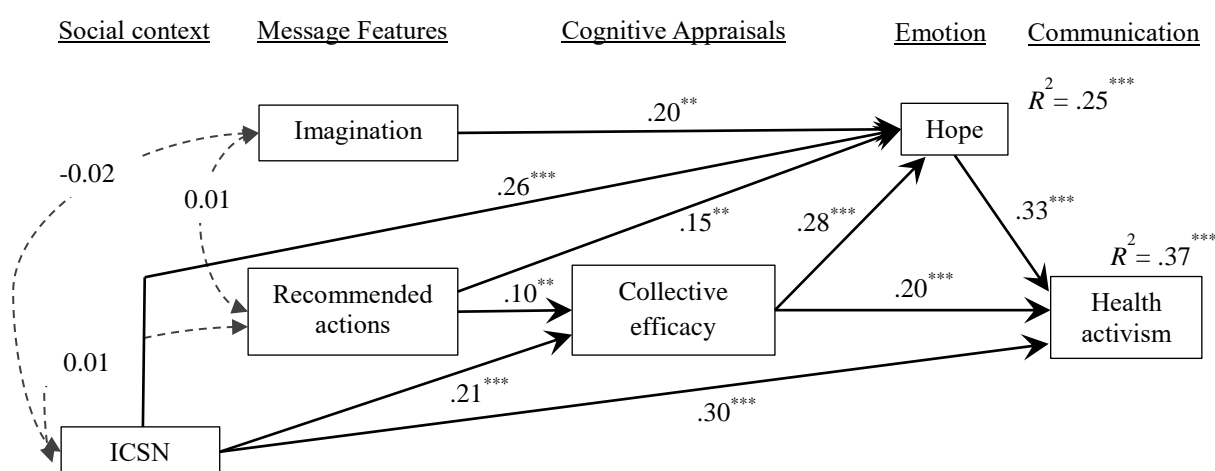 Social context Message Features Cognitive Appraisals Emotion Communication
R² = .25***
Imagination .20** Hope
-0.02
0.01
.26***
.15**
.28***
.33***
R² = .37***
Recommended
actions
.10**
Collective
efficacy
.20***
Health
activism
0.01
.21***
.30***
ICSN